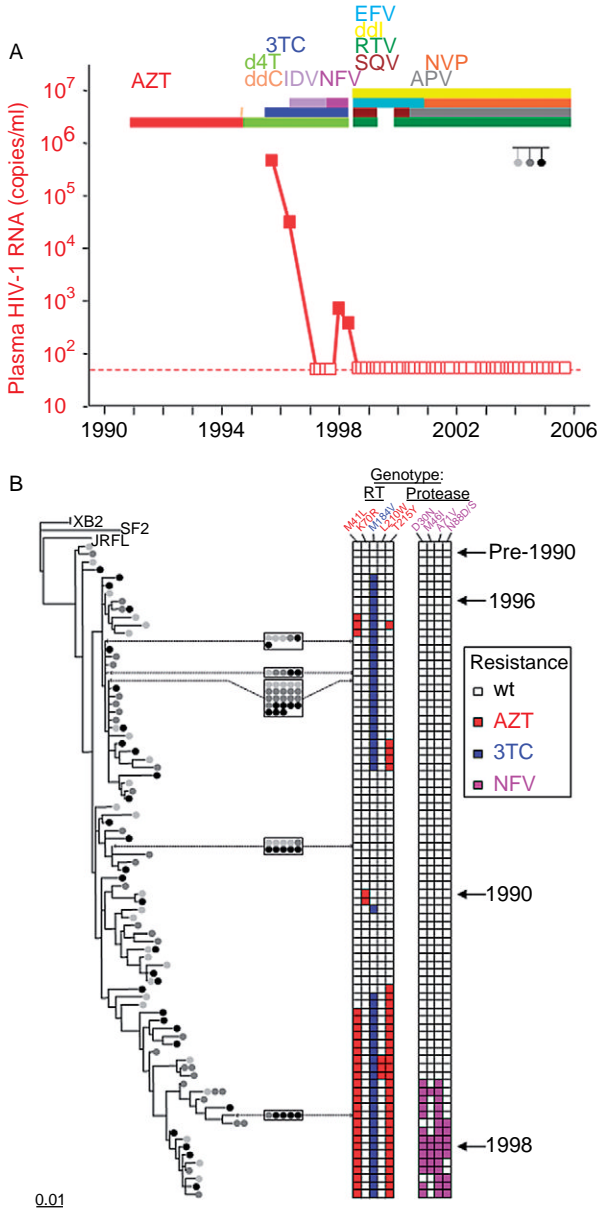 A
EFV
ddI
3TC RTV
d4T SQV NVP
AZT ddC IDV NFV APV
Plasma HIV-1 RNA (copies/ml)
10⁷
10⁶
10⁵
10⁴
10³
10²
10
1990 1994 1998 2002 2006
B
Genotype:
RT Protease
M41L K70R M184V L210W T215Y D30N M46I A71V N88D/S
XB2
SF2
JRFL
Pre-1990
1996
Resistance
wt
AZT
3TC
NFV
1990
1998
0.01